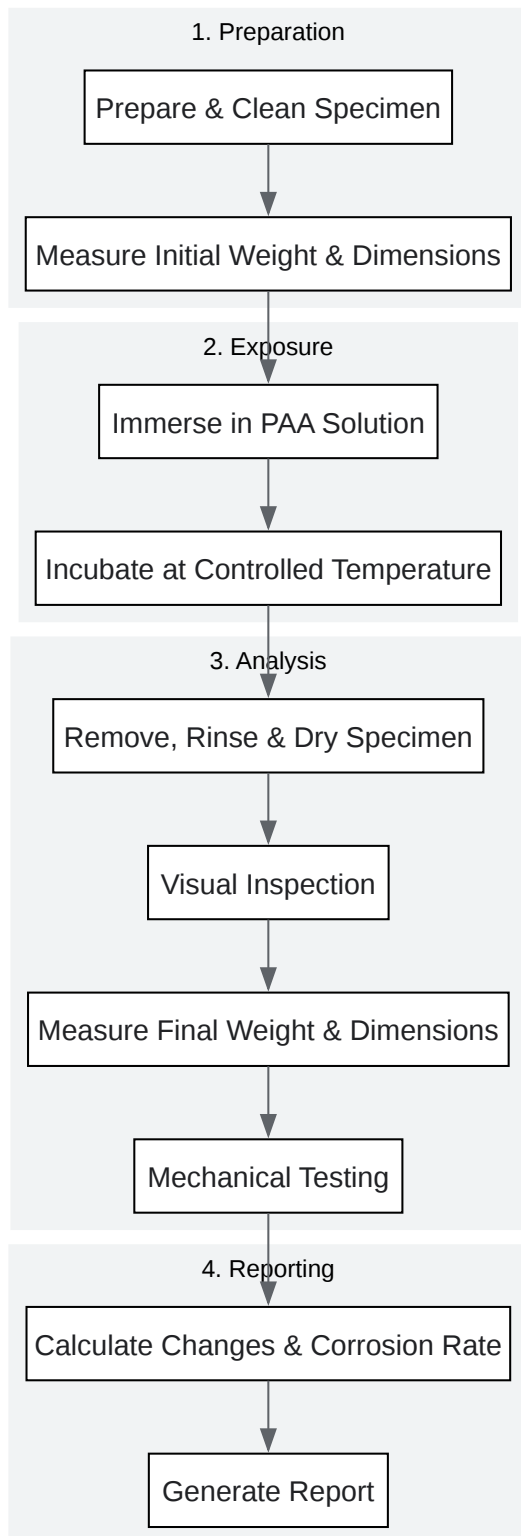 1. Preparation
Prepare & Clean Specimen
Measure Initial Weight & Dimensions
2. Exposure
Immerse in PAA Solution
Incubate at Controlled Temperature
3. Analysis
Remove, Rinse & Dry Specimen
Visual Inspection
Measure Final Weight & Dimensions
Mechanical Testing
4. Reporting
Calculate Changes & Corrosion Rate
Generate Report